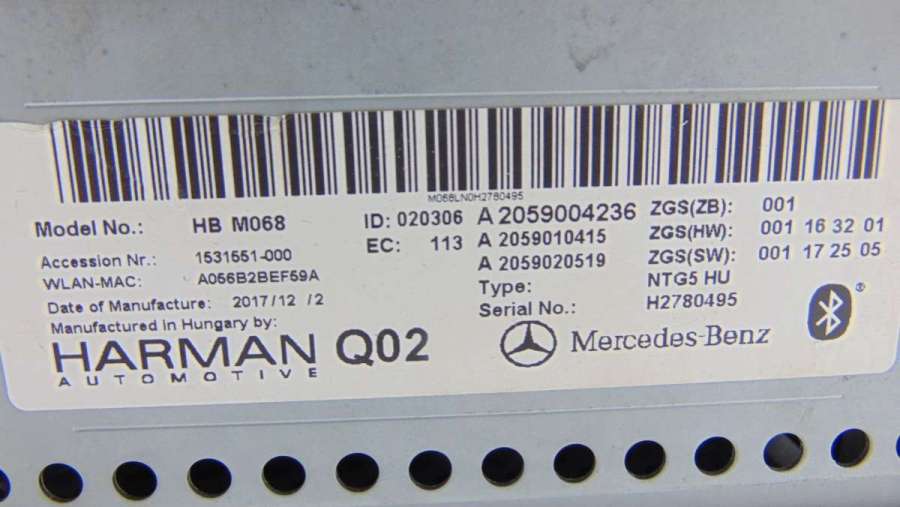 M068LN0H2780495
Model No.: HB M068 ID: 020306 A 2059004236 ZGS(ZB): 001
EC: 113 A 2059010415 ZGS(HW): 001 16 32 01
Accession Nr.: 1531651-000 A 2059020519 ZGS(SW): 001 17 25 05
WLAN-MAC: A066B2BEF59A Type: NTG5 HU
Date of Manufacture: 2017/12 /2 Serial No.: H2780495
Manufactured in Hungary by:
HARMAN Q02
AUTOMOTIVE
Mercedes-Benz
®